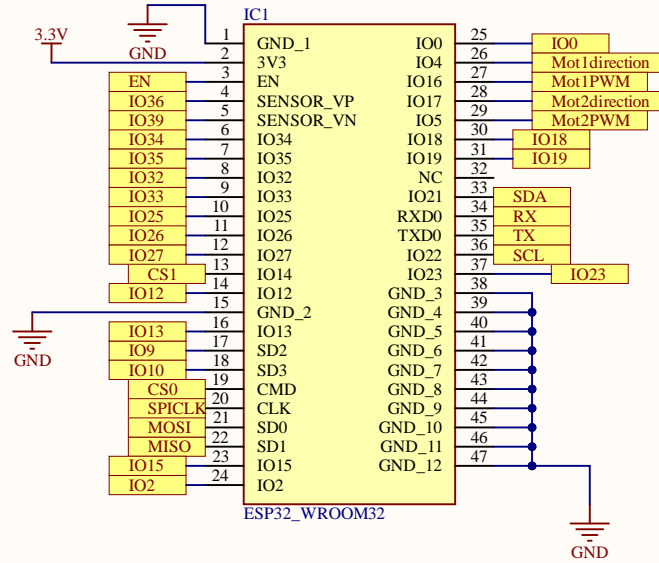 IC1
3.3V
GND
1 GND_1
2 3V3
EN 3 EN
IO36 4 SENSOR_VP
IO39 5 SENSOR_VN
IO34 6 IO34
IO35 7 IO35
IO32 8 IO32
IO33 9 IO33
IO25 10 IO25
IO26 11 IO26
IO27 12 IO27
CS1 13 IO14
IO12 14 IO12
15 GND_2
GND
IO13 16 IO13
IO9 17 SD2
IO10 18 SD3
CS0 19 CMD
SPICLK 20 CLK
MOSI 21 SD0
MISO 22 SD1
IO15 23 IO15
IO2 24 IO2
IO0 25 IO0
IO4 26 Mot1direction
IO16 27 Mot1PWM
IO17 28 Mot2direction
IO5 29 Mot2PWM
IO18 30 IO18
IO19 31 IO19
NC 32
IO21 33 SDA
RXD0 34 RX
TXD0 35 TX
IO22 36 SCL
IO23 37 IO23
GND_3 38
GND_4 39
GND_5 40
GND_6 41
GND_7 42
GND_8 43
GND_9 44
GND_10 45
GND_11 46
GND_12 47
ESP32_WROOM32
GND